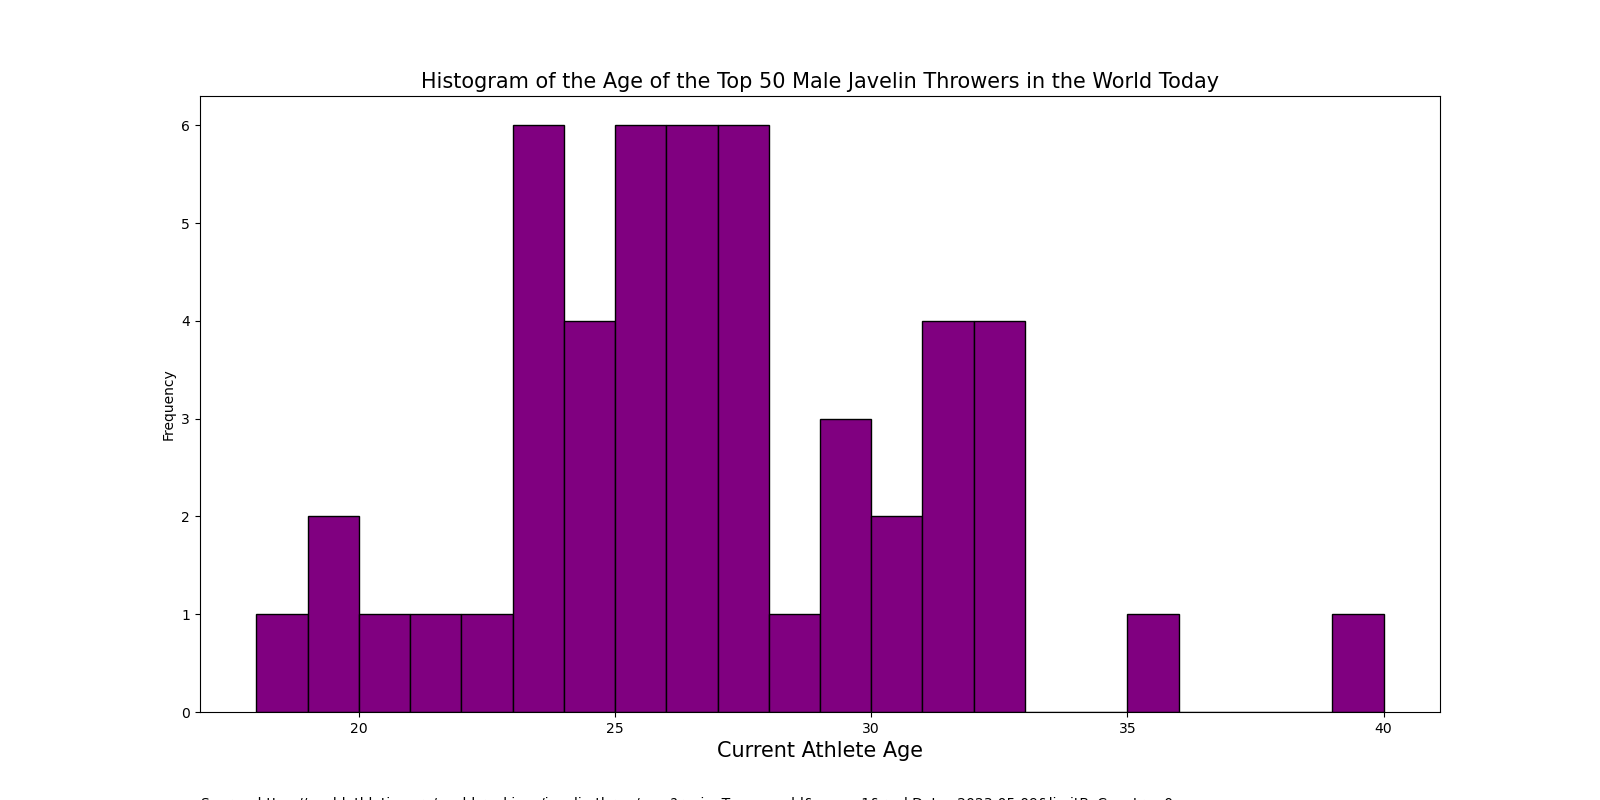 Histogram of the Age of the Top 50 Male Javelin Throwers in the World Today
6
5
4
3
2
1
0
Frequency
20 25 30 35 40
Current Athlete Age